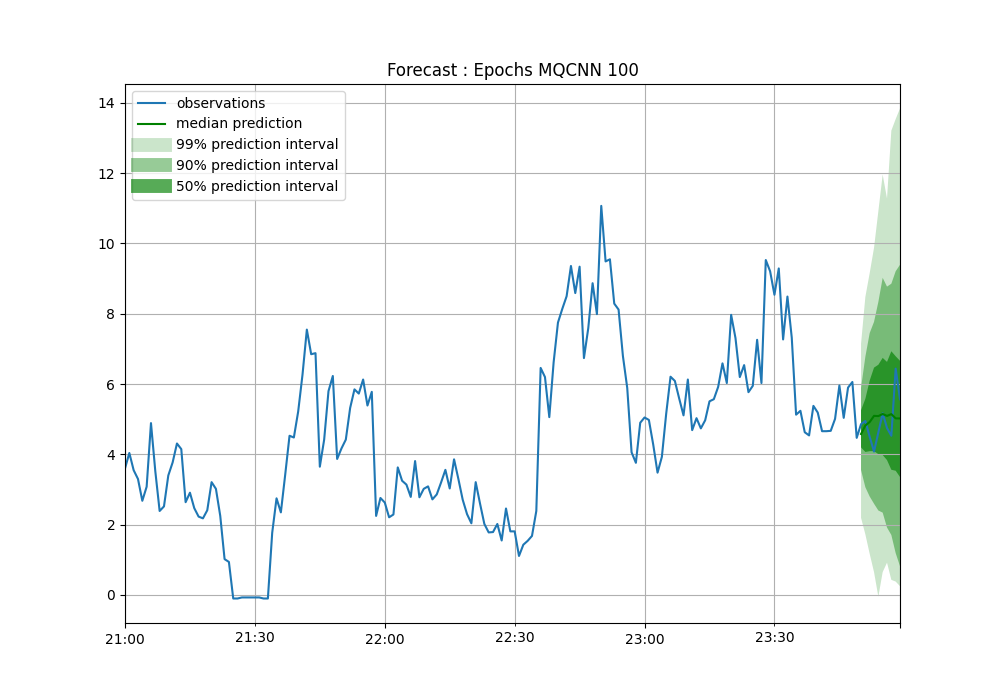 Forecast : Epochs MQCNN 100
observations
median prediction
99% prediction interval
90% prediction interval
50% prediction interval
14
12
10
8
6
4
2
0
21:00 21:30 22:00 22:30 23:00 23:30